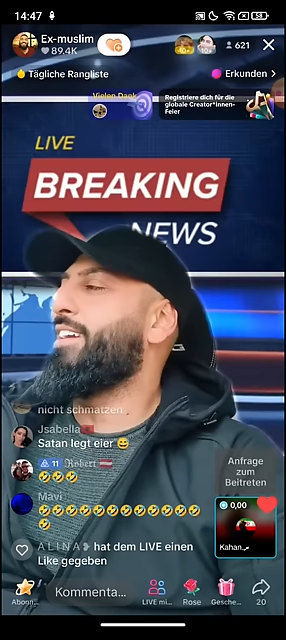 14:47
58
Ex-muslim
89.4K
621
Tägliche Rangliste
Erkunden
Vielen Dank
Registriere dich für die
globale Creator*innen-
Feier
LIVE
BREAKING
NEWS
nicht schmatzen
Jsabella
Satan legt eier
11 Robert
Mavi
Anfrage
zum
Beitreten
0,00
Kahan
ALINA hat dem LIVE einen
Like gegeben
Abonn...
Kommenta...
LIVE mi...
Rose
Gesche...
20